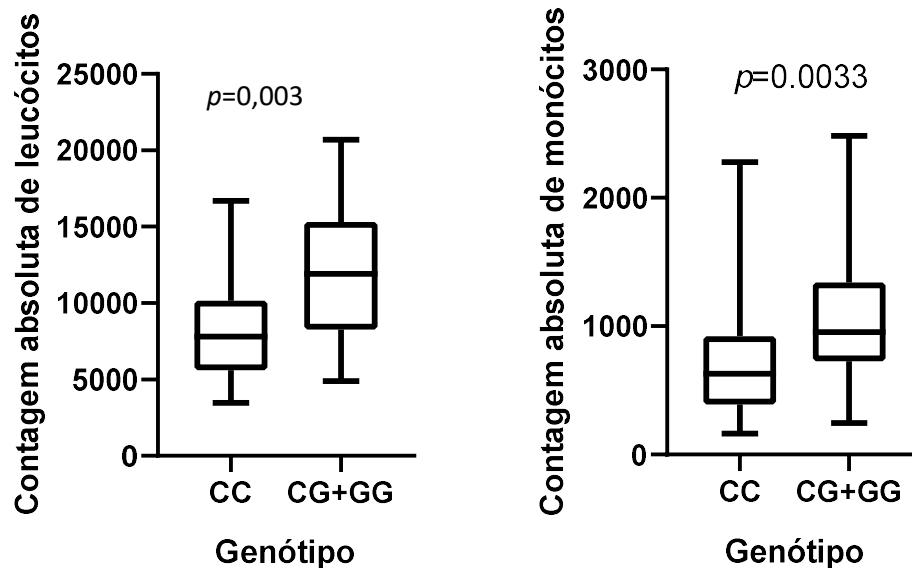 Contagem absoluta de leucócitos
25000
20000
15000
10000
5000
0
p=0,003
CC
CG+GG
Genótipo
Contagem absoluta de monócitos
3000
2000
1000
0
p=0.0033
CC
CG+GG
Genótipo